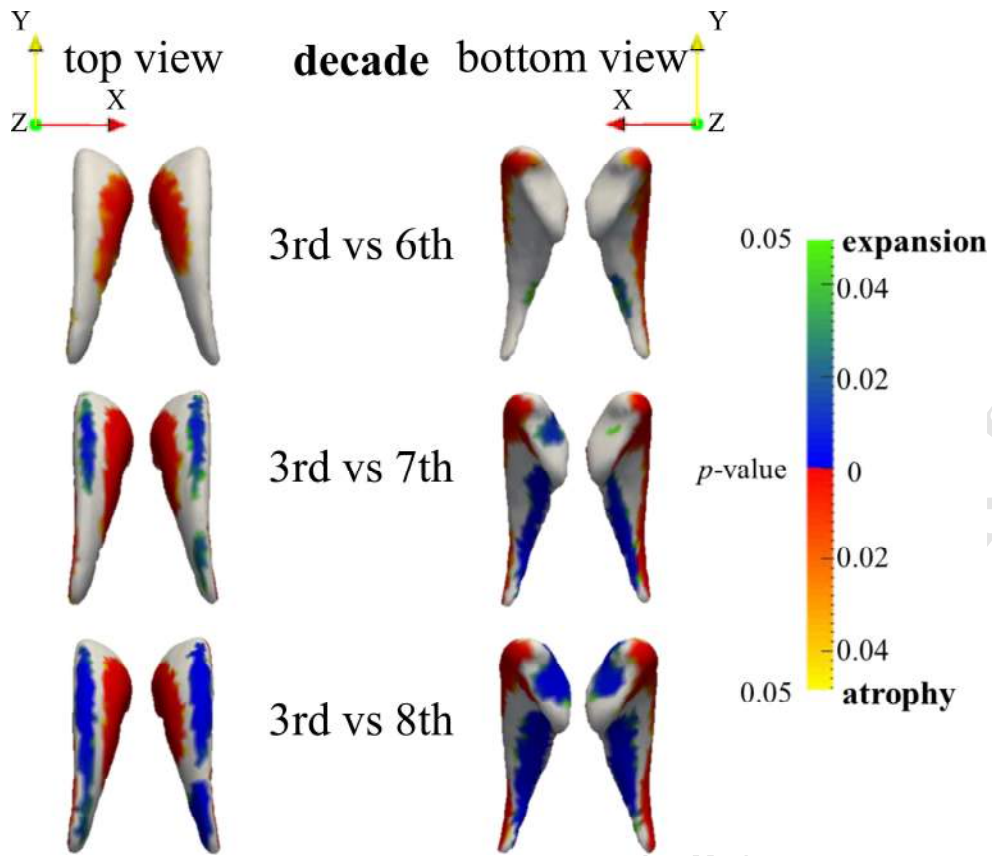 Y
top view
decade
bottom view
Y
Z
X
X
Z
3rd vs 6th
3rd vs 7th
3rd vs 8th
0.05
expansion
0.04
0.02
p-value
0
0.02
0.04
0.05
atrophy